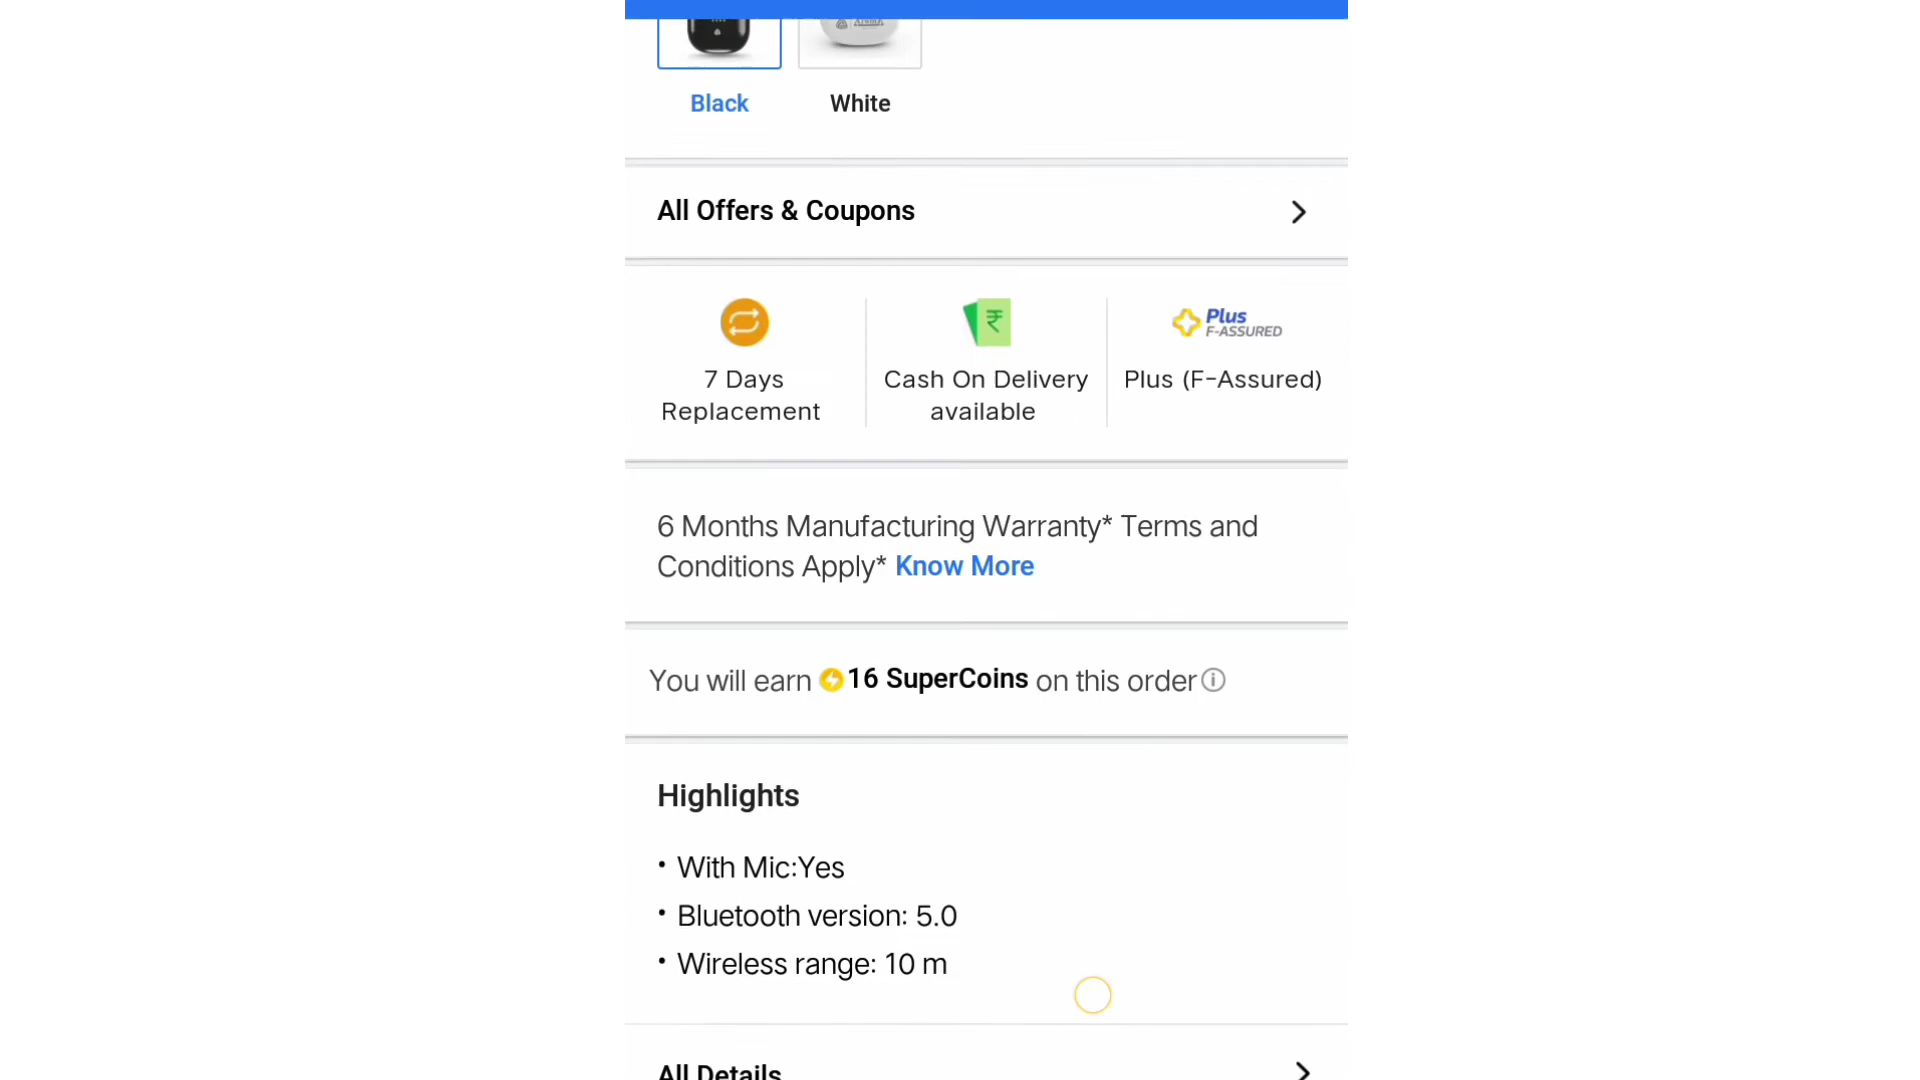 Black
White
All Offers & Coupons
₹
Plus
F-ASSURED
7 Days
Replacement
Cash On Delivery
available
Plus (F-Assured)
6 Months Manufacturing Warranty* Terms and
Conditions Apply* Know More
You will earn 16 SuperCoins on this order
Highlights
• With Mic:Yes
• Bluetooth version: 5.0
• Wireless range: 10 m
All Details